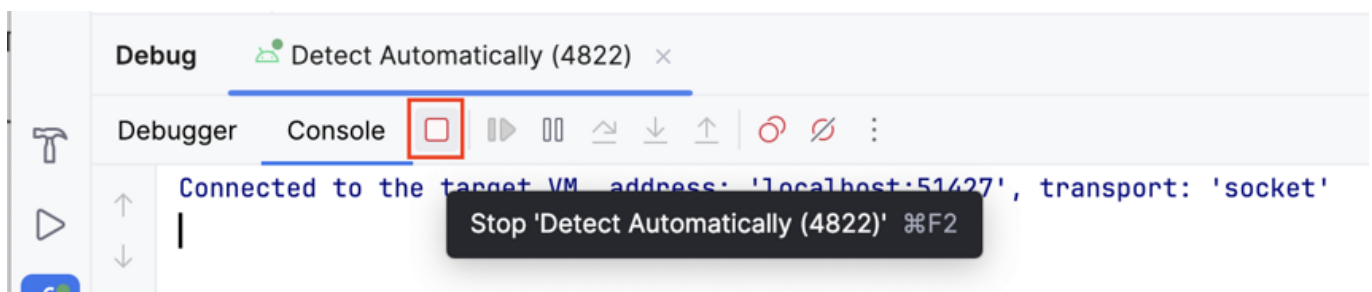 Debug Detect Automatically (4822)
Debugger Console
Connected to the target VM, address: 'localhost:51427', transport: 'socket'
Stop 'Detect Automatically (4822)' ⌘F2